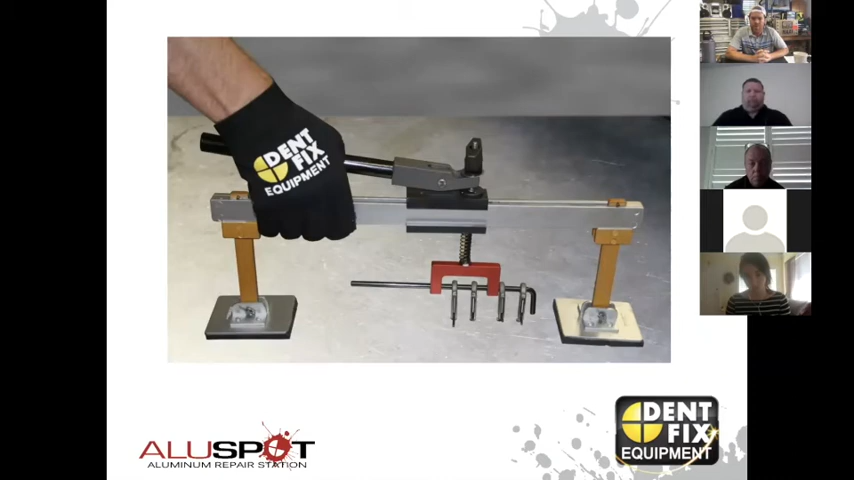 DENT
FIX
EQUIPMENT
ALUSPOT
ALUMINUM REPAIR STATION
DENT
FIX
EQUIPMENT